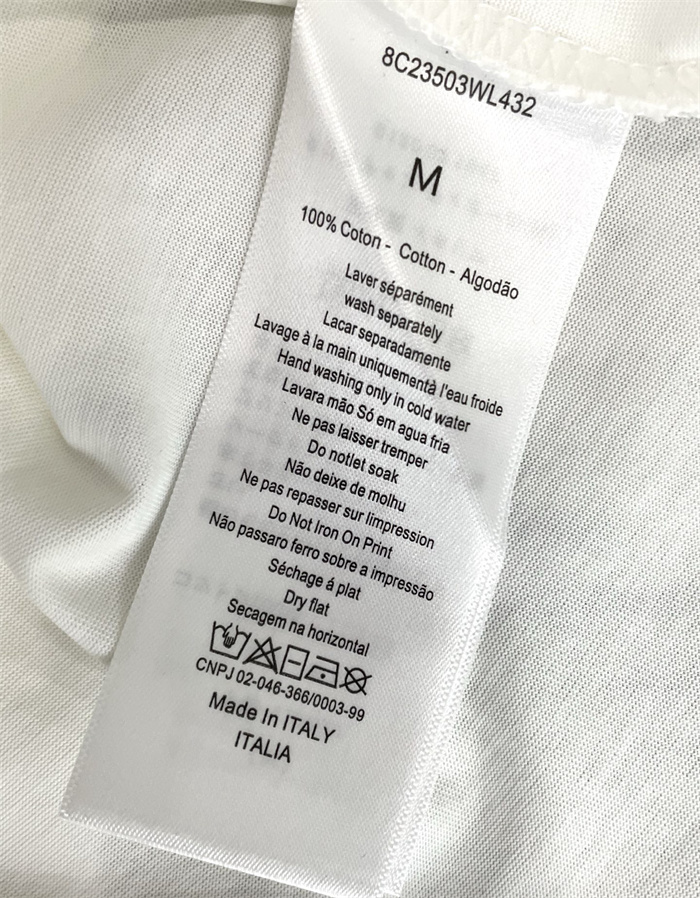 8C23503WL432
M
100% Coton - Cotton - Algodão
Laver séparément
wash separately
Lacar separadamente
Lavage à la main uniquementà l'eau froide
Hand washing only in cold water
Lavara mão Só em agua fria
Ne pas laisser tremper
Do notlet soak
Não deixe de molhu
Ne pas repasser sur limpression
Do Not Iron On Print
Não passaro ferro sobre a impressão
Séchage á plat
Dry flat
Secagem na horizontal
CNPJ 02-046-366/0003-99
Made In ITALY
ITALIA